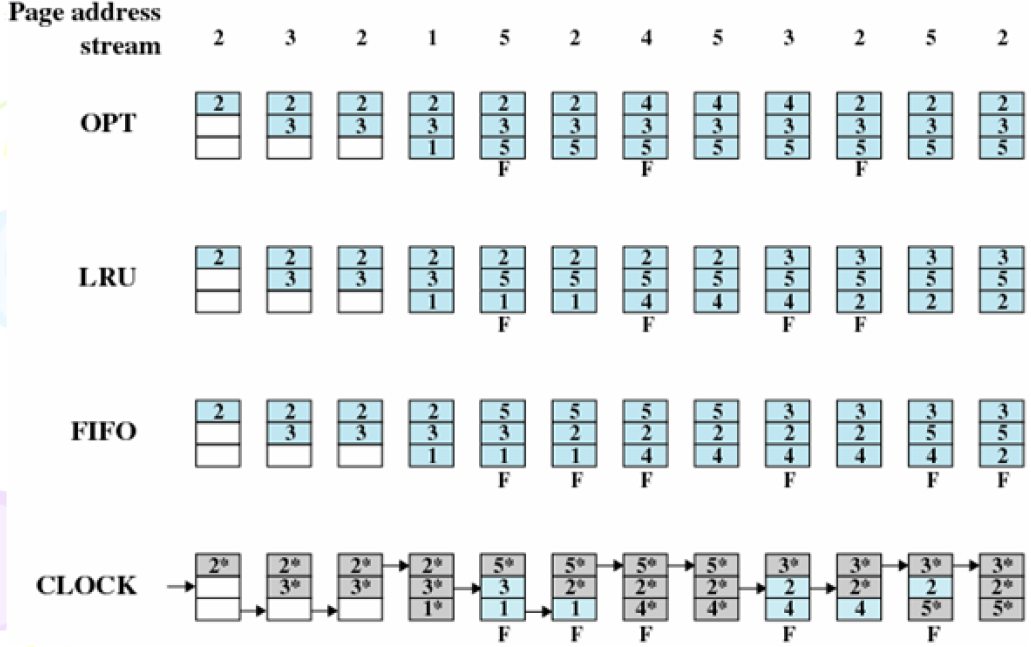 Page address
stream 2 3 2 1 5 2 4 5 3 2 5 2
2 2 2 2 2 2 4 4 4 2 2 2
OPT 3 3 3 3 3 3 3 3 3 3 3
1 5 5 5 5 5 5 5 5
F F F
2 2 2 2 2 2 2 2 3 3 3 3
LRU 3 3 3 5 5 5 5 5 5 5 5
1 1 1 4 4 4 2 2 2
F F F F
2 2 2 2 5 5 5 5 3 3 3 3
FIFO 3 3 3 3 2 2 2 2 2 5 5
1 1 1 4 4 4 4 4 2
F F F F F F
2* 2* 2* 2* 5* 5* 5* 5* 3* 3* 3* 3*
CLOCK 3* 3* 3* 3 2* 2* 2* 2 2* 2 2*
1* 1 1 4* 4* 4 4 5* 5*
F F F F F